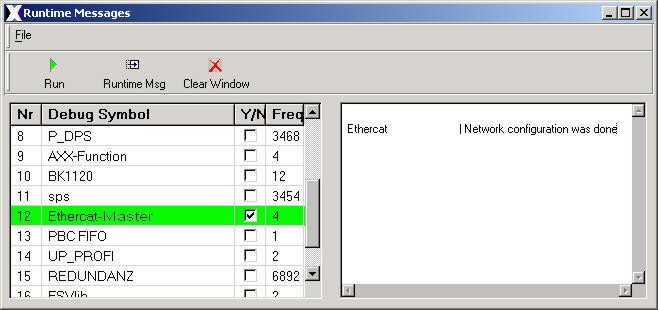 Runtime Messages
File
Run Runtime Msg Clear Window
Nr Debug Symbol Y/N Freq
8 P_DPS 3468
9 AXX-Function 4
10 BK1120 12
11 sps 3454
12 Ethercat-Master 4
13 PBC FIFO 1
14 UP_PROFI 2
15 REDUNDANZ 6892
16 FSVlib 2
Ethercat | Network configuration was done